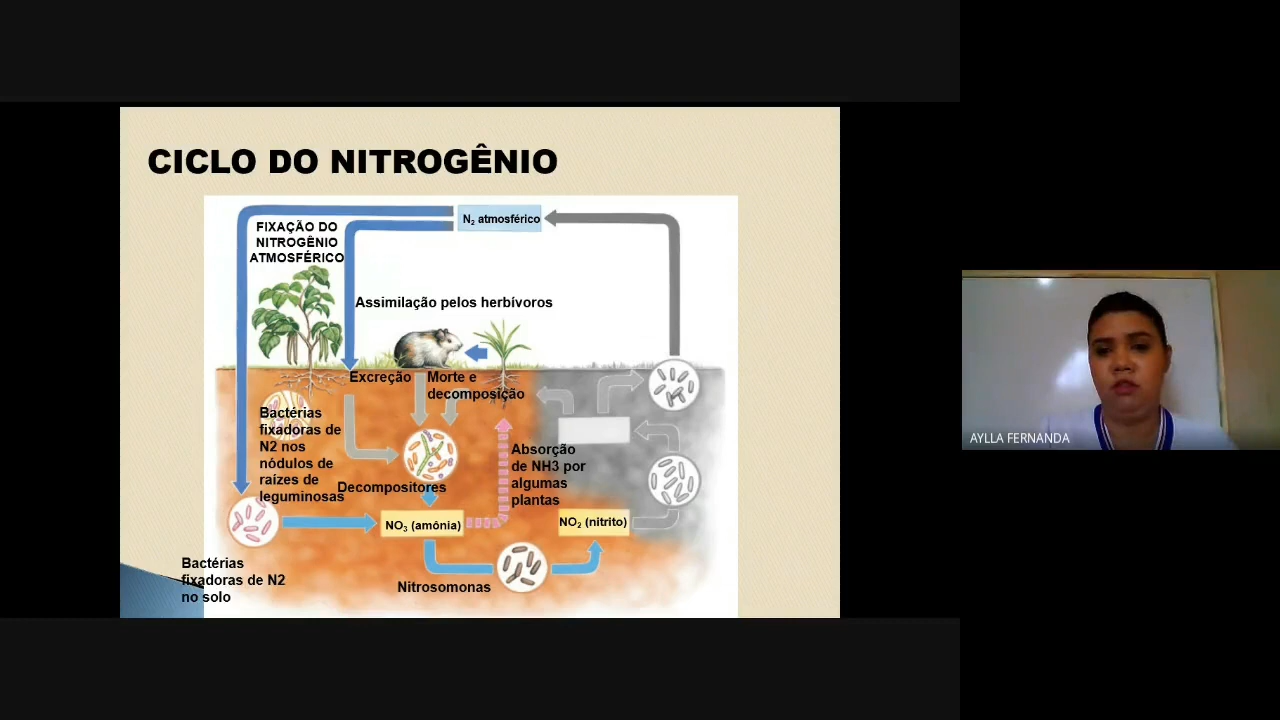 CICLO DO NITROGÊNIO
N₂ atmosférico
FIXAÇÃO DO
NITROGÊNIO
ATMOSFÉRICO
Assimilação pelos herbívoros
Excreção
Morte e
decomposição
Bactérias
fixadoras de
N2 nos
nódulos de
raízes de
leguminosas
Decompositores
Absorção
de NH3 por
algumas
plantas
NO₃ (amônia)
NO₂ (nitrito)
Bactérias
fixadoras de N2
no solo
Nitrosomonas
AYLLA FERNANDA